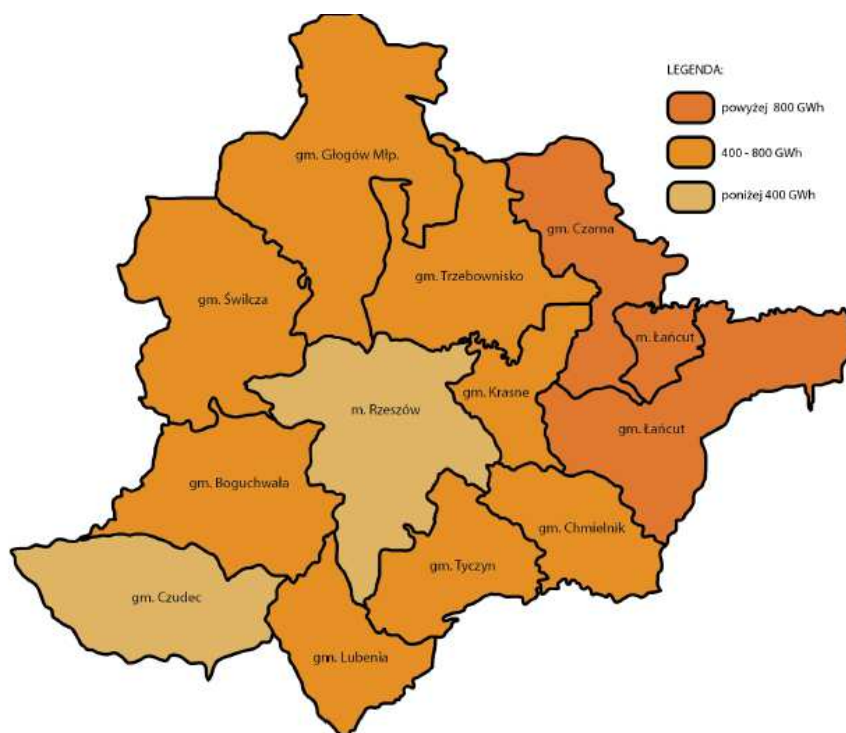 LEGENDA:
powyżej 800 GWh
400 - 800 GWh
poniżej 400 GWh
gm. Głogów Młp.
gm. Czarna
gm. Trzebownisko
gm. Świlcza
m. Łańcut
gm. Krasne
m. Rzeszów
gm. Łańcut
gm. Boguchwała
gm. Chmielnik
gm. Tyczyn
gm. Czudec
gm. Lubenia